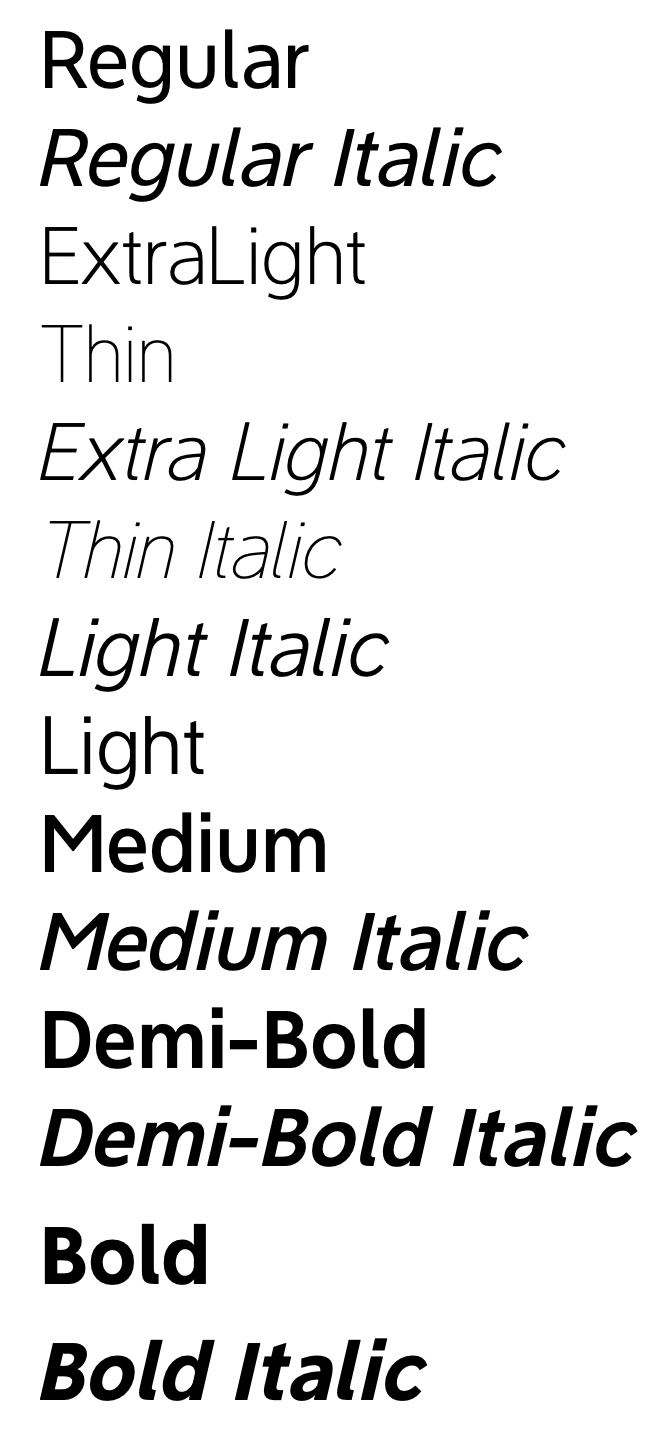 Regular
Regular Italic
ExtraLight
Thin
Extra Light Italic
Thin Italic
Light Italic
Light
Medium
Medium Italic
Demi-Bold
Demi-Bold Italic
Bold
Bold Italic